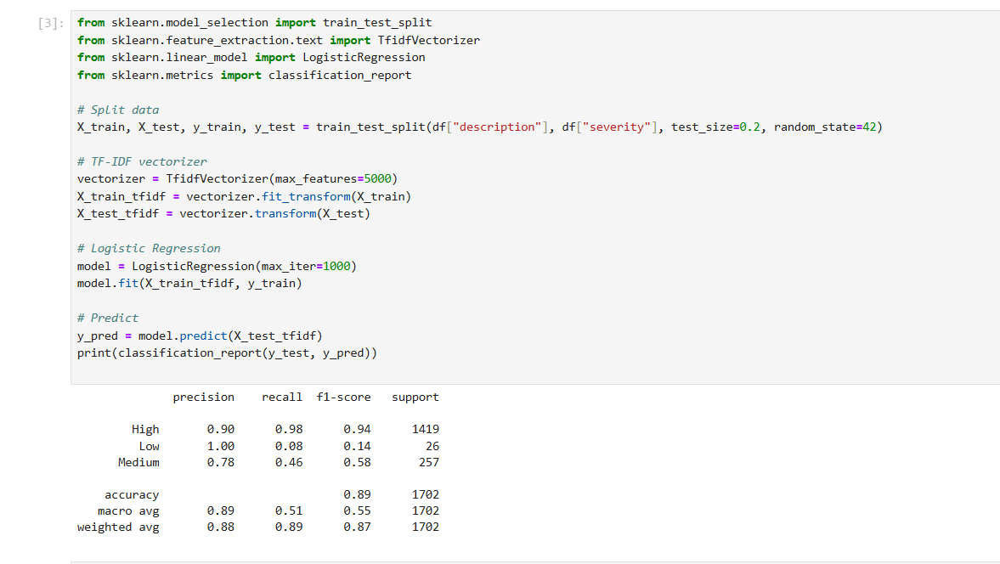 [3]:
from sklearn.model_selection import train_test_split
from sklearn.feature_extraction.text import TfidfVectorizer
from sklearn.linear_model import LogisticRegression
from sklearn.metrics import classification_report

# Split data
X_train, X_test, y_train, y_test = train_test_split(df["description"], df["severity"], test_size=0.2, random_state=42)

# TF-IDF vectorizer
vectorizer = TfidfVectorizer(max_features=5000)
X_train_tfidf = vectorizer.fit_transform(X_train)
X_test_tfidf = vectorizer.transform(X_test)

# Logistic Regression
model = LogisticRegression(max_iter=1000)
model.fit(X_train_tfidf, y_train)

# Predict
y_pred = model.predict(X_test_tfidf)
print(classification_report(y_test, y_pred))

              precision    recall  f1-score   support

        High       0.90      0.98      0.94      1419
         Low       1.00      0.08      0.14        26
      Medium       0.78      0.46      0.58       257

    accuracy                           0.89      1702
   macro avg       0.89      0.51      0.55      1702
weighted avg       0.88      0.89      0.87      1702